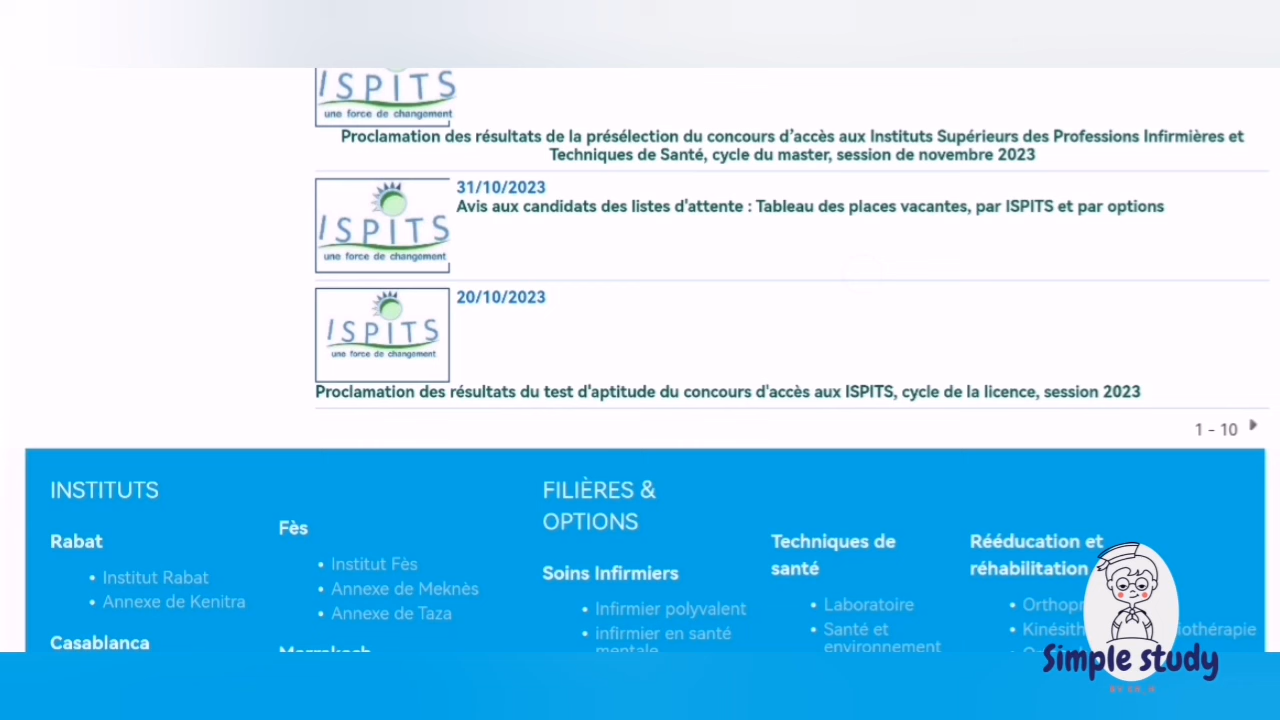 ISPITS
une force de changement
Proclamation des résultats de la présélection du concours d'accès aux Instituts Supérieurs des Professions Infirmières et
Techniques de Santé, cycle du master, session de novembre 2023
ISPITS
une force de changement
31/10/2023
Avis aux candidats des listes d'attente : Tableau des places vacantes, par ISPITS et par options
ISPITS
une force de changement
20/10/2023
Proclamation des résultats du test d'aptitude du concours d'accès aux ISPITS, cycle de la licence, session 2023
1 - 10
INSTITUTS
Rabat
• Institut Rabat
• Annexe de Kenitra
Casablanca
Fès
• Institut Fès
• Annexe de Meknès
• Annexe de Taza
Marrakech
FILIÈRES &
OPTIONS
Soins Infirmiers
• Infirmier polyvalent
• infirmier en santé
mentale
Techniques de
santé
• Laboratoire
• Santé et
environnement
Rééducation et
réhabilitation
Simple study